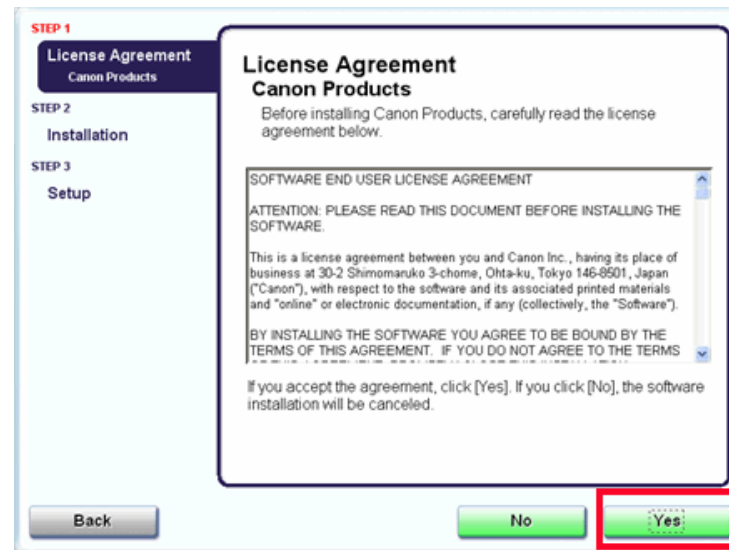 STEP 1
License Agreement
Canon Products
STEP 2
Installation
STEP 3
Setup
License Agreement
Canon Products
Before installing Canon Products, carefully read the license
agreement below.
SOFTWARE END USER LICENSE AGREEMENT
ATTENTION: PLEASE READ THIS DOCUMENT BEFORE INSTALLING THE
SOFTWARE.
This is a license agreement between you and Canon Inc., having its place of
business at 30-2 Shimomaruko 3-chome, Ohta-ku, Tokyo 146-8501, Japan
("Canon"), with respect to the software and its associated printed materials
and "online" or electronic documentation, if any (collectively, the "Software").
BY INSTALLING THE SOFTWARE YOU AGREE TO BE BOUND BY THE
TERMS OF THIS AGREEMENT. IF YOU DO NOT AGREE TO THE TERMS
If you accept the agreement, click [Yes]. If you click [No], the software
installation will be canceled.
Back
No
Yes